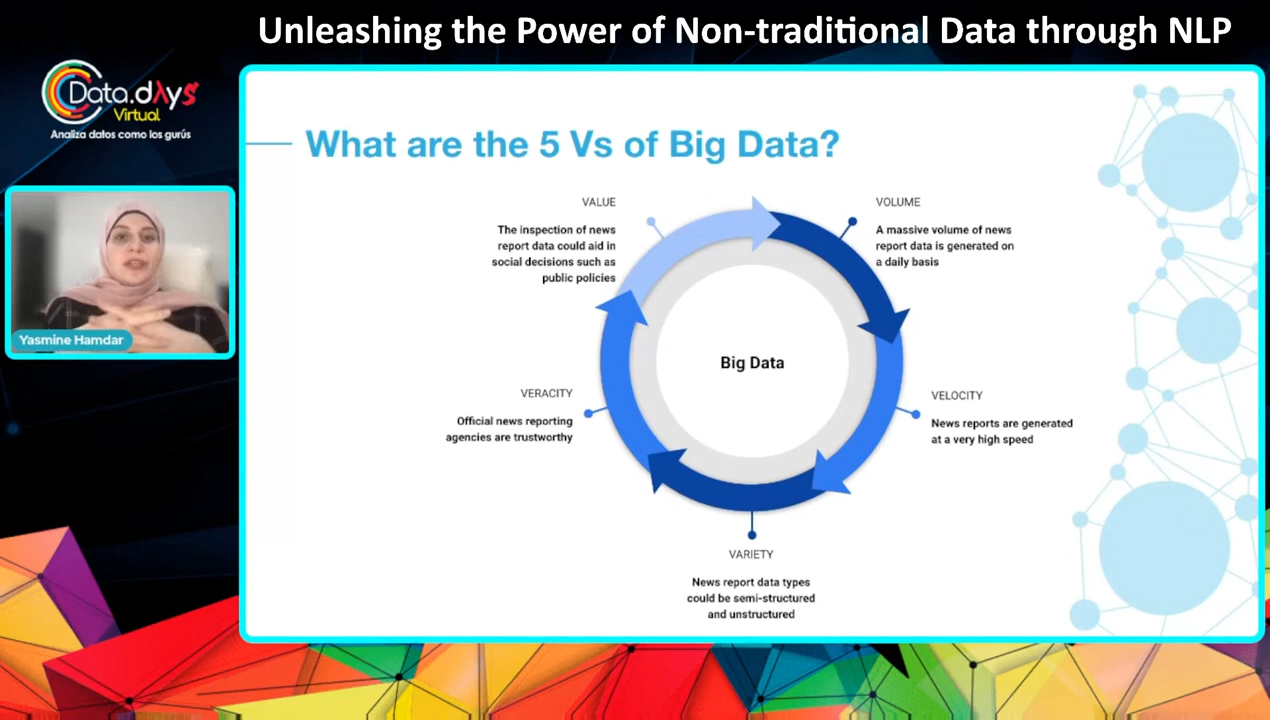 Unleashing the Power of Non-traditional Data through NLP
Data.dλys
Virtual
Analiza datos como los gurús
Yasmine Hamdar
What are the 5 Vs of Big Data?
VALUE
The inspection of news
report data could aid in
social decisions such as
public policies
VOLUME
A massive volume of news
report data is generated on
a daily basis
Big Data
VERACITY
Official news reporting
agencies are trustworthy
VELOCITY
News reports are generated
at a very high speed
VARIETY
News report data types
could be semi-structured
and unstructured